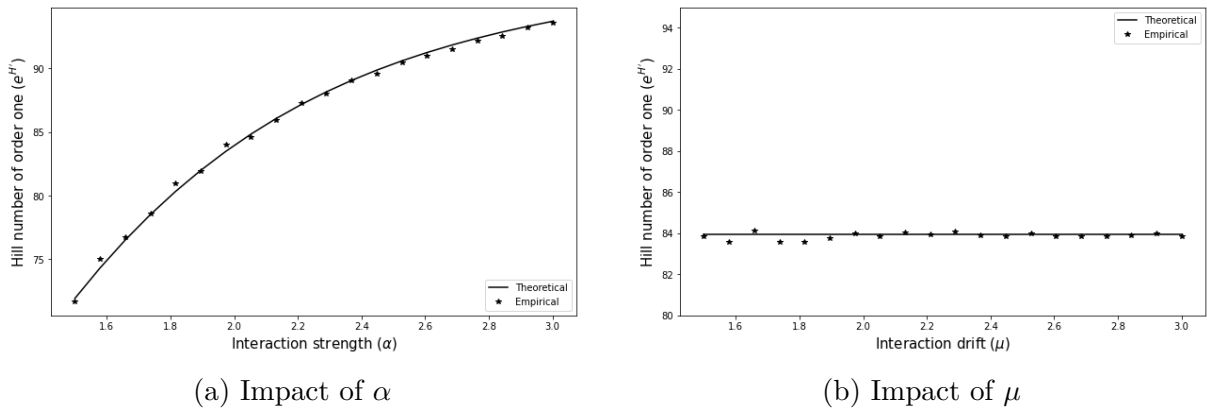 Hill number of order one (e^{H'})
90
85
80
75
1.6 1.8 2.0 2.2 2.4 2.6 2.8 3.0
Interaction strength (α)
Theoretical
Empirical
(a) Impact of α
Hill number of order one (e^{H'})
94
92
90
88
86
84
82
80
1.6 1.8 2.0 2.2 2.4 2.6 2.8 3.0
Interaction drift (μ)
Theoretical
Empirical
(b) Impact of μ